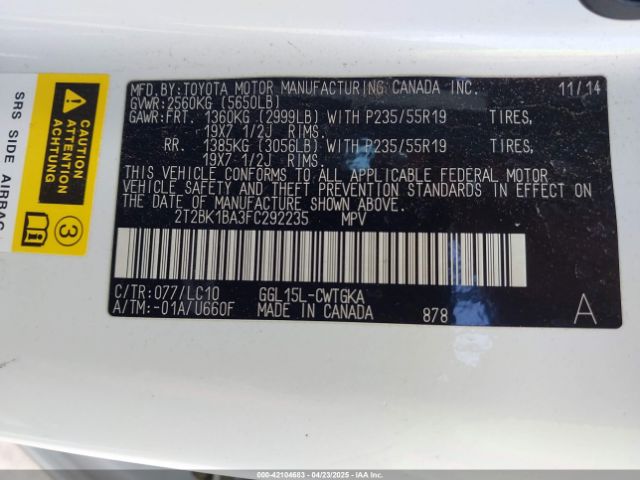 MFD.BY:TOYOTA MOTOR MANUFACTURING CANADA INC. 11/14
GVWR:2560KG (5650LB)
GAWR:FRT. 1360KG (2999LB) WITH P235/55R19 TIRES,
19X7 1/2J RIMS.
RR. 1385KG (3056LB) WITH P235/55R19 TIRES,
19X7 1/2J RIMS.
THIS VEHICLE CONFORMS TO ALL APPLICABLE FEDERAL MOTOR
VEHICLE SAFETY AND THEFT PREVENTION STANDARDS IN EFFECT ON
THE DATE OF MANUFACTURE SHOWN ABOVE.
2T2BK1BA3FC292235 MPV
C/TR:077/LC10 GGL15L-CWTGKA
A/TM:-01A/U660F MADE IN CANADA 878 A
SRS SIDE AIRBAG
CAUTION
ATTENTION
ACHTUNG
3
000-42104683 - 04/23/2025 - COPART